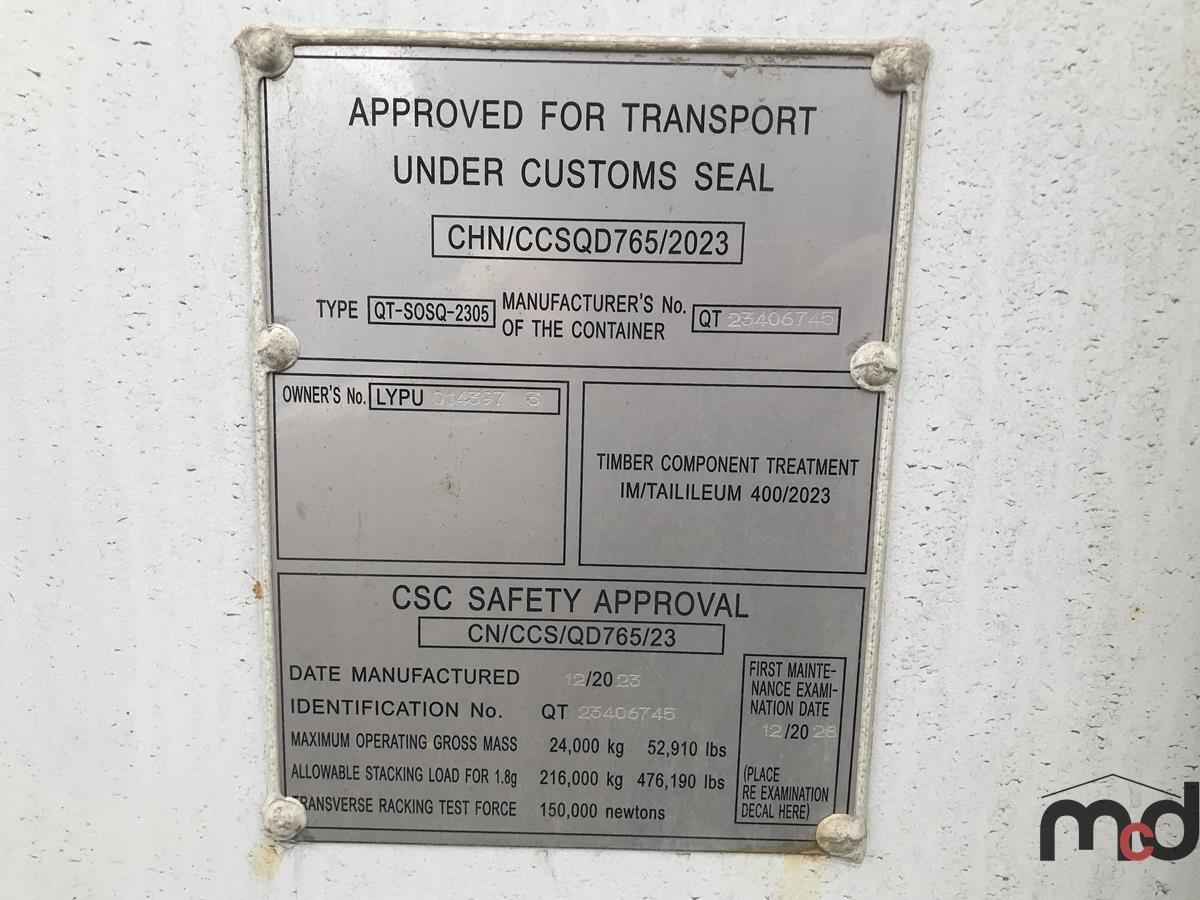 APPROVED FOR TRANSPORT
UNDER CUSTOMS SEAL
CHN/CCSQD765/2023
TYPE QT-SOSQ-2305 MANUFACTURER'S No.
OF THE CONTAINER
QT 23406745
OWNER'S No. LYPU 014397 3
TIMBER COMPONENT TREATMENT
IM/TAILILEUM 400/2023
CSC SAFETY APPROVAL
CN/CCS/QD765/23
DATE MANUFACTURED 12/20 23
IDENTIFICATION No. QT 23406745
MAXIMUM OPERATING GROSS MASS 24,000 kg 52,910 lbs
ALLOWABLE STACKING LOAD FOR 1.8g 216,000 kg 476,190 lbs
TRANSVERSE RACKING TEST FORCE 150,000 newtons
FIRST MAINTE-
NANCE EXAMI-
NATION DATE
12/20 28
(PLACE
RE EXAMINATION
DECAL HERE)
mcd